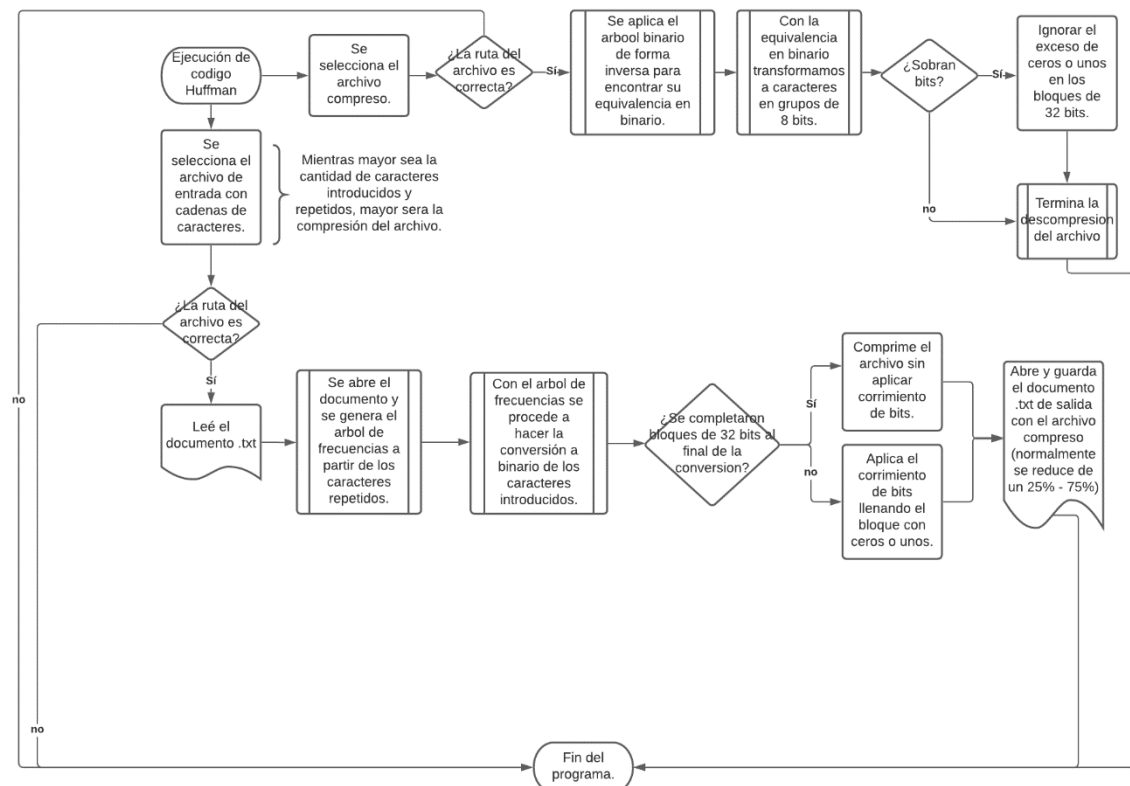 Ejecución de
codigo
Huffman
Se
selecciona el
archivo
compreso.
¿La ruta del
archivo es
correcta?
Sí
Se aplica el
arbool binario
de forma
inversa para
encontrar su
equivalencia en
binario.
Con la
equivalencia
en binario
transformamos
a caracteres
en grupos de
8 bits.
¿Sobran
bits?
Sí
Ignorar el
exceso de
ceros o unos
en los
bloques de
32 bits.
no
Termina la
descompresion
del archivo
Se
selecciona el
archivo de
entrada con
cadenas de
caracteres.
Mientras mayor sea la
cantidad de caracteres
introducidos y
repetidos, mayor sera la
compresión del archivo.
¿La ruta del
archivo es
correcta?
Sí
no
Leé el
documento .txt
Se abre el
documento y
se genera el
arbol de
frecuencias a
partir de los
caracteres
repetidos.
Con el arbol de
frecuencias se
procede a
hacer la
conversión a
binario de los
caracteres
introducidos.
¿Se completaron
bloques de 32 bits al
final de la
conversion?
Sí
no
Comprime el
archivo sin
aplicar
corrimiento de
bits.
Aplica el
corrimiento
de bits
llenando el
bloque con
ceros o unos.
Abre y guarda
el documento
.txt de salida
con el archivo
compreso
(normalmente
se reduce de
un 25% - 75%)
no
Fin del
programa.